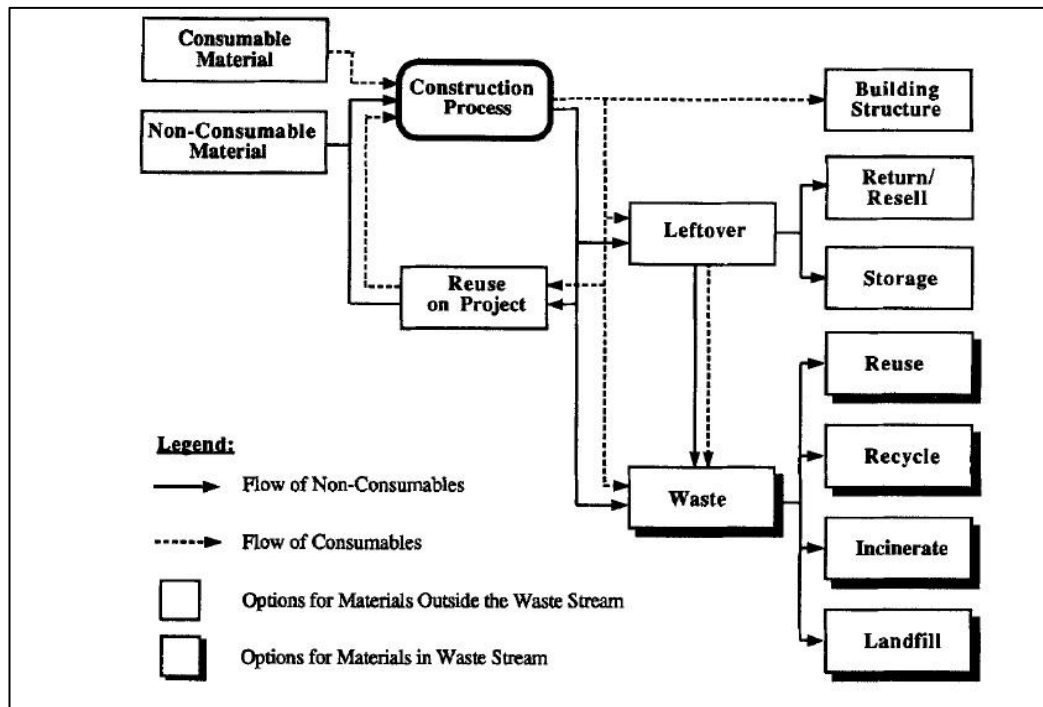 Consumable
Material
Non-Consumable
Material
Construction
Process
Building
Structure
Return/
Resell
Leftover
Storage
Reuse
on Project
Reuse
Recycle
Waste
Incinerate
Landfill
Legend:
Flow of Non-Consumables
Flow of Consumables
Options for Materials Outside the Waste Stream
Options for Materials in Waste Stream